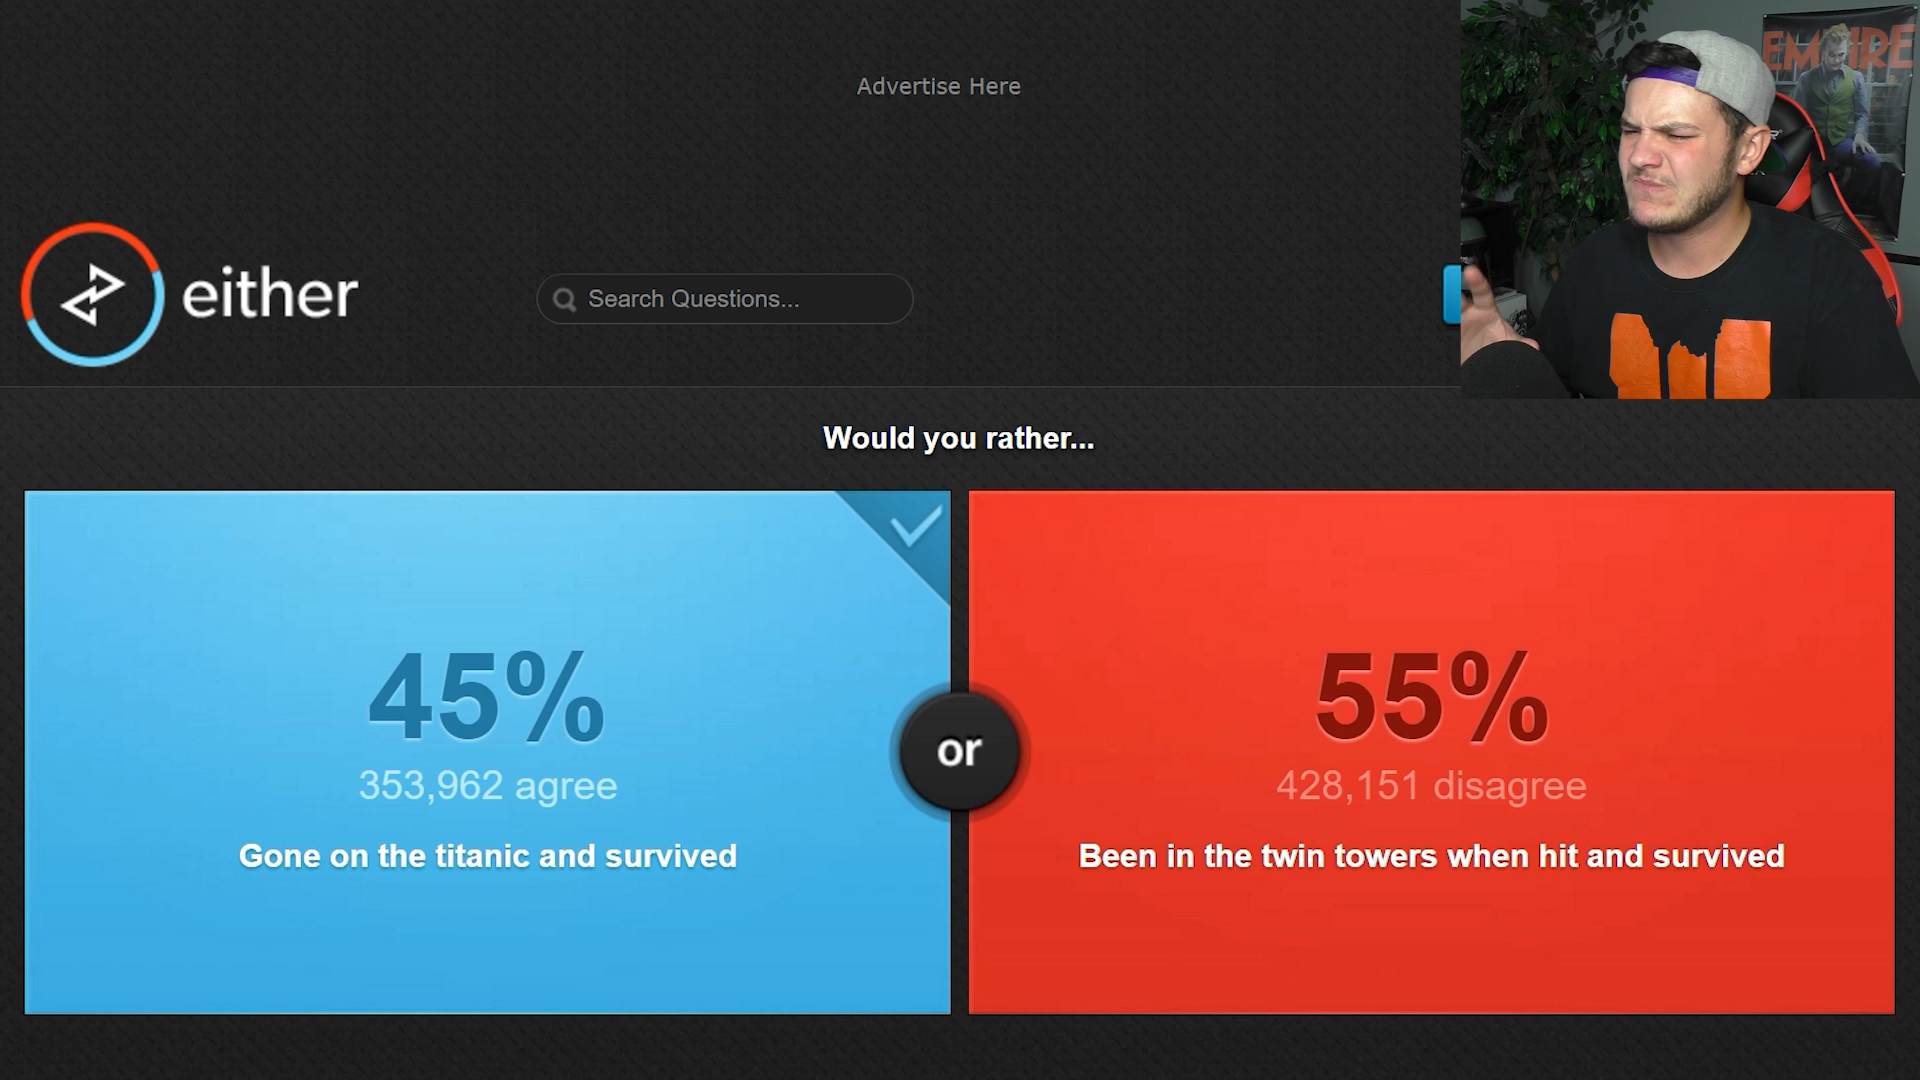 Advertise Here
EMPIRE
either
Search Questions...
Would you rather...
45%
353,962 agree
Gone on the titanic and survived
or
55%
428,151 disagree
Been in the twin towers when hit and survived